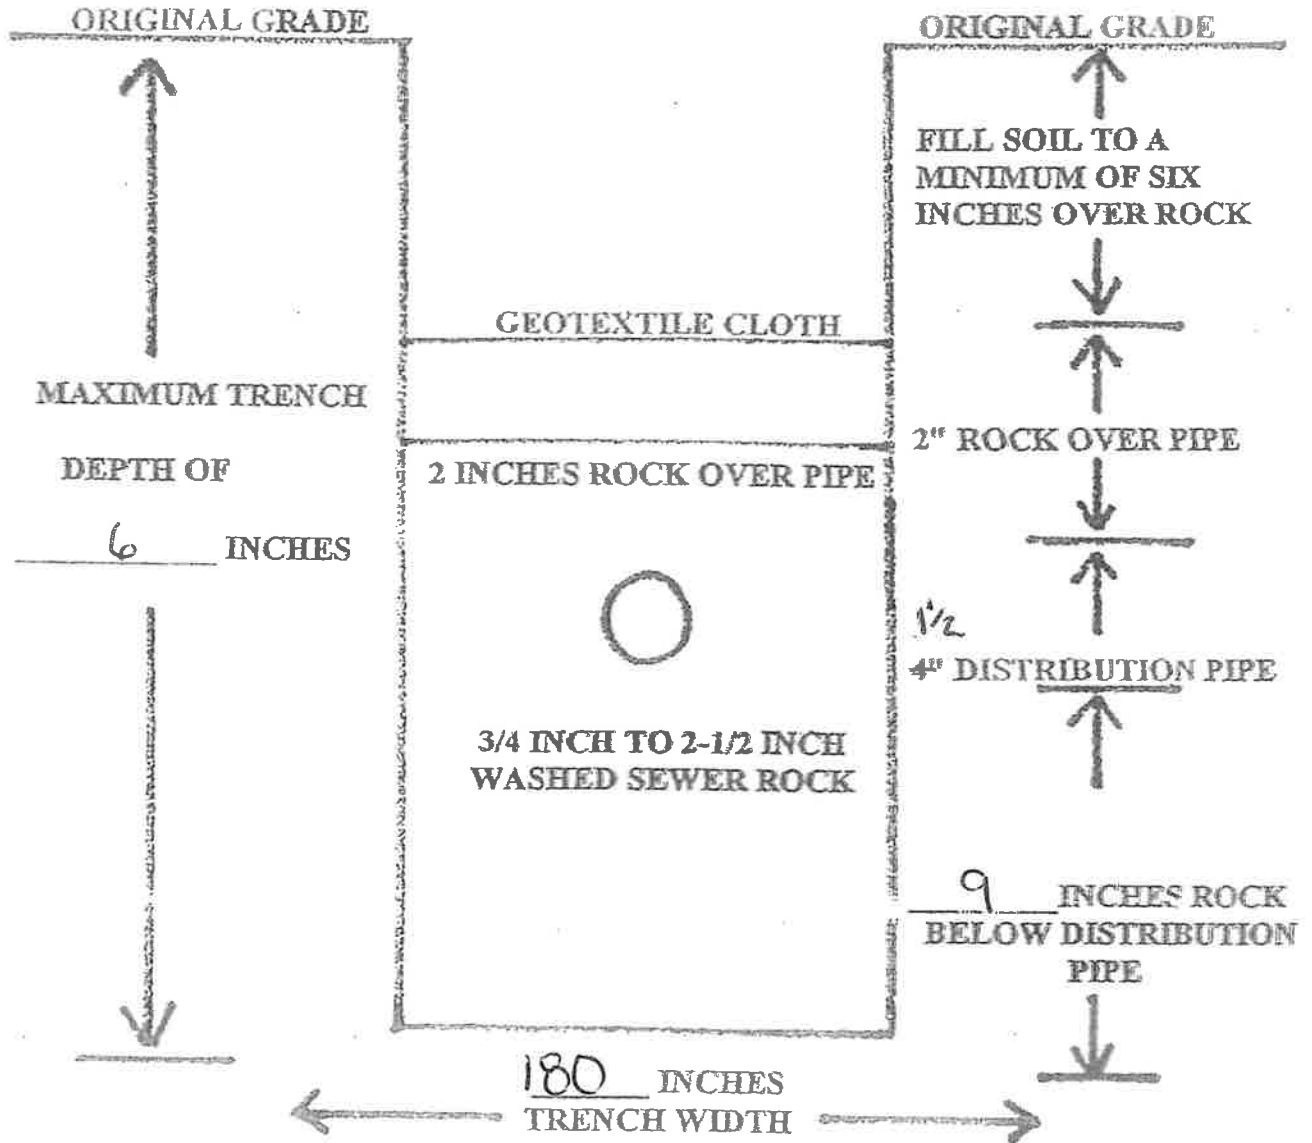 ORIGINAL GRADE
ORIGINAL GRADE
FILL SOIL TO A
MINIMUM OF SIX
INCHES OVER ROCK
GEOTEXTILE CLOTH
MAXIMUM TRENCH
DEPTH OF
6 INCHES
2" ROCK OVER PIPE
2 INCHES ROCK OVER PIPE
1 1/2
4" DISTRIBUTION PIPE
3/4 INCH TO 2-1/2 INCH
WASHED SEWER ROCK
9 INCHES ROCK
BELOW DISTRIBUTION
PIPE
180 INCHES
TRENCH WIDTH